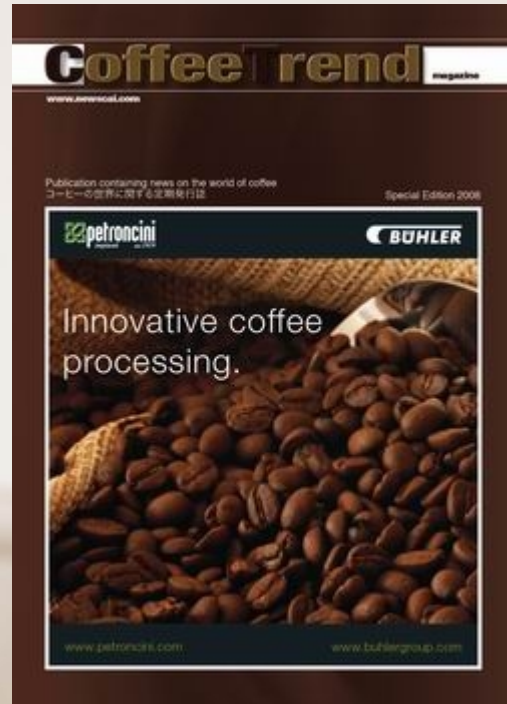 CoffeeTrend magazine
www.newscai.com
Publication containing news on the world of coffee
コーヒーの世界に関する定期発行誌
Special Edition 2008
petroncini
BÜHLER
Innovative coffee
processing.
www.petroncini.com
www.buhlergroup.com